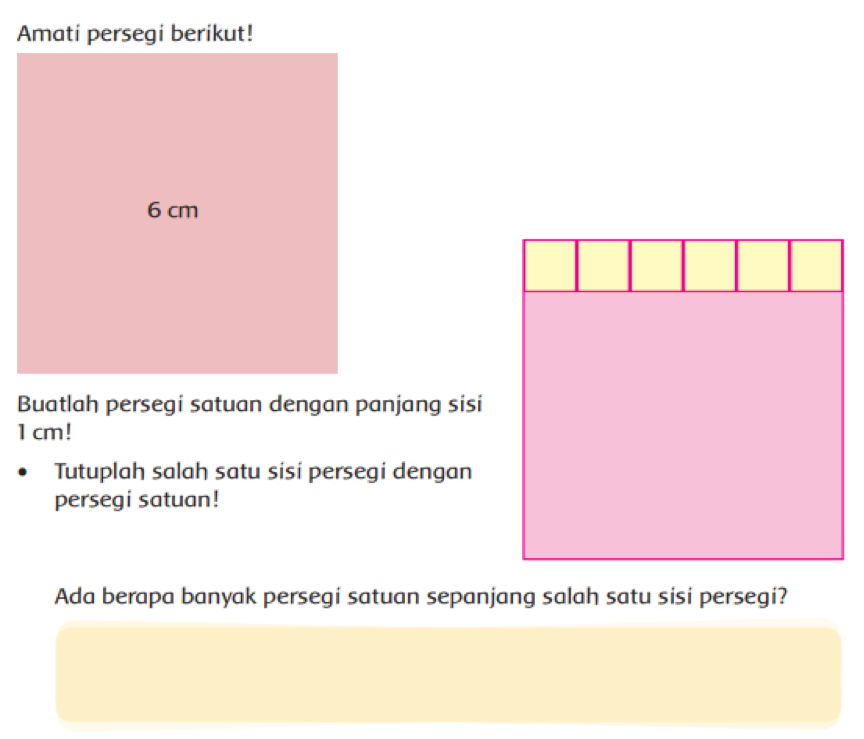 Amati persegi berikut!
6 cm
Buatlah persegi satuan dengan panjang sisi
1 cm!
• Tutuplah salah satu sisi persegi dengan
persegi satuan!
Ada berapa banyak persegi satuan sepanjang salah satu sisi persegi?